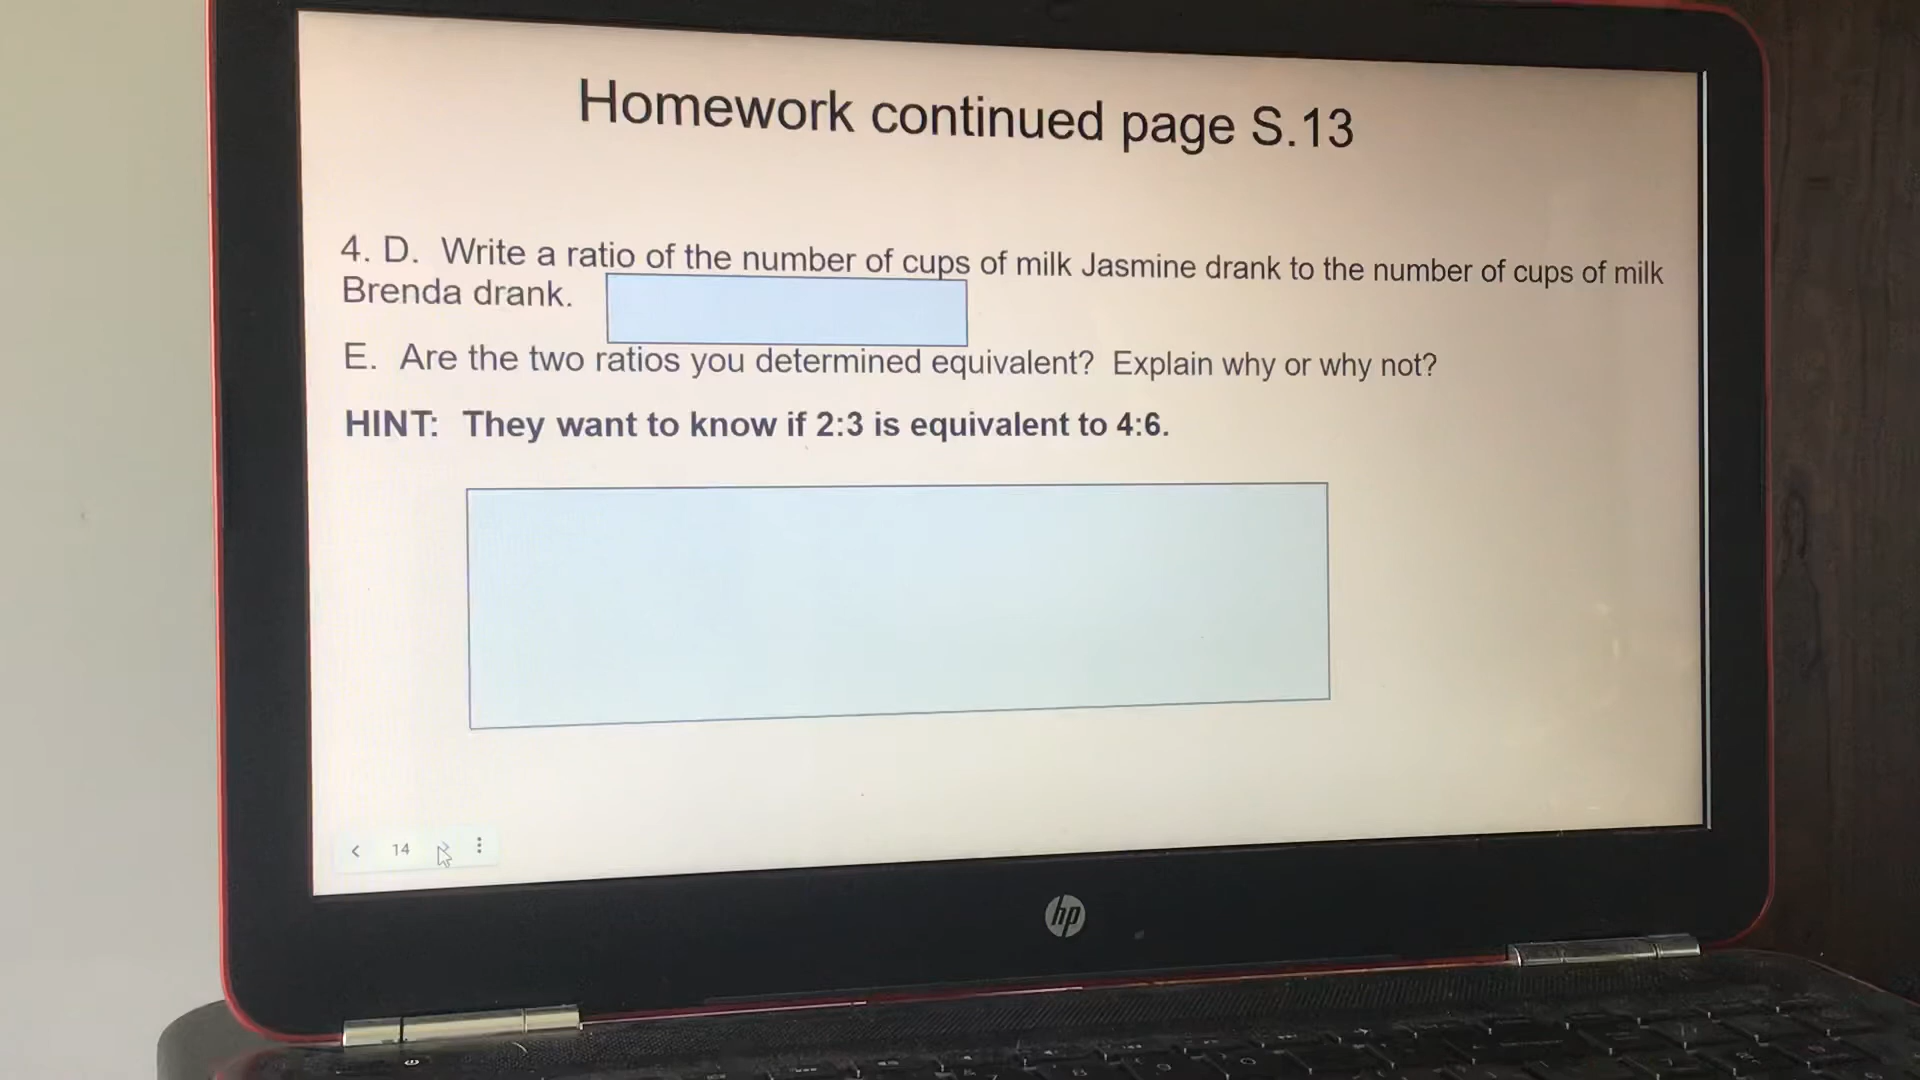 Homework continued page S.13
4. D. Write a ratio of the number of cups of milk Jasmine drank to the number of cups of milk
Brenda drank.
E. Are the two ratios you determined equivalent? Explain why or why not?
HINT: They want to know if 2:3 is equivalent to 4:6.
14
hp